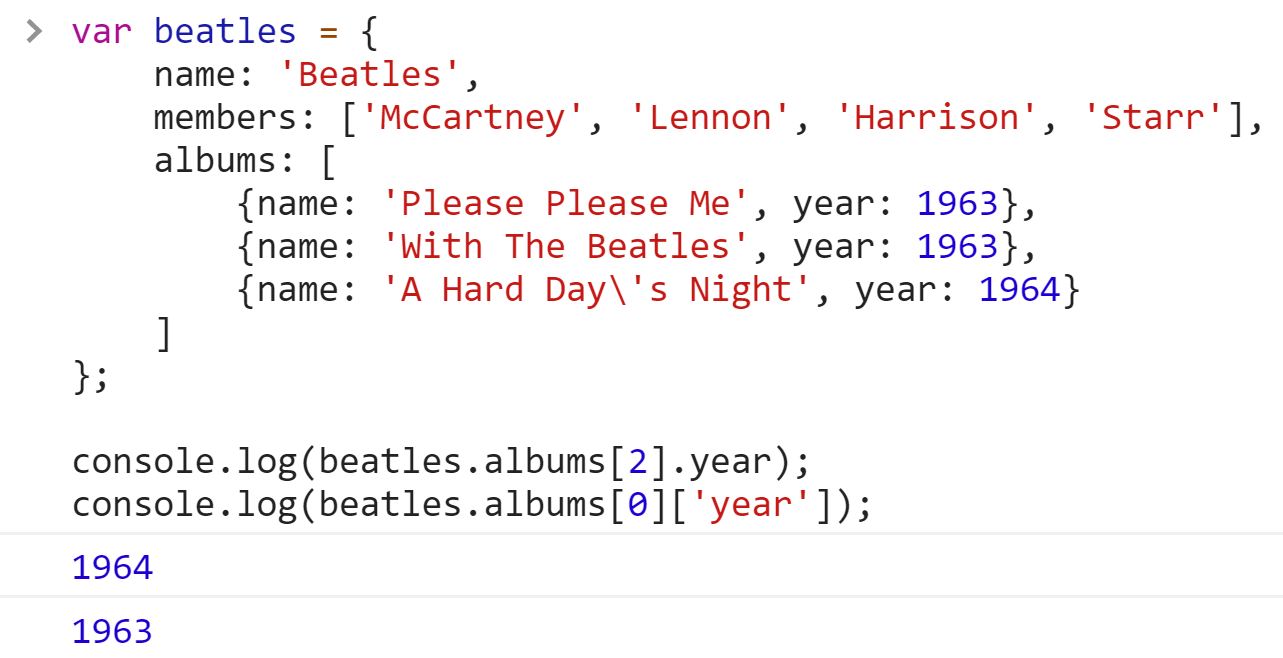 > var beatles = {
name: 'Beatles',
members: ['McCartney', 'Lennon', 'Harrison', 'Starr'],
albums: [
{name: 'Please Please Me', year: 1963},
{name: 'With The Beatles', year: 1963},
{name: 'A Hard Day\'s Night', year: 1964}
]
};
console.log(beatles.albums[2].year);
console.log(beatles.albums[0]['year']);
1964
1963